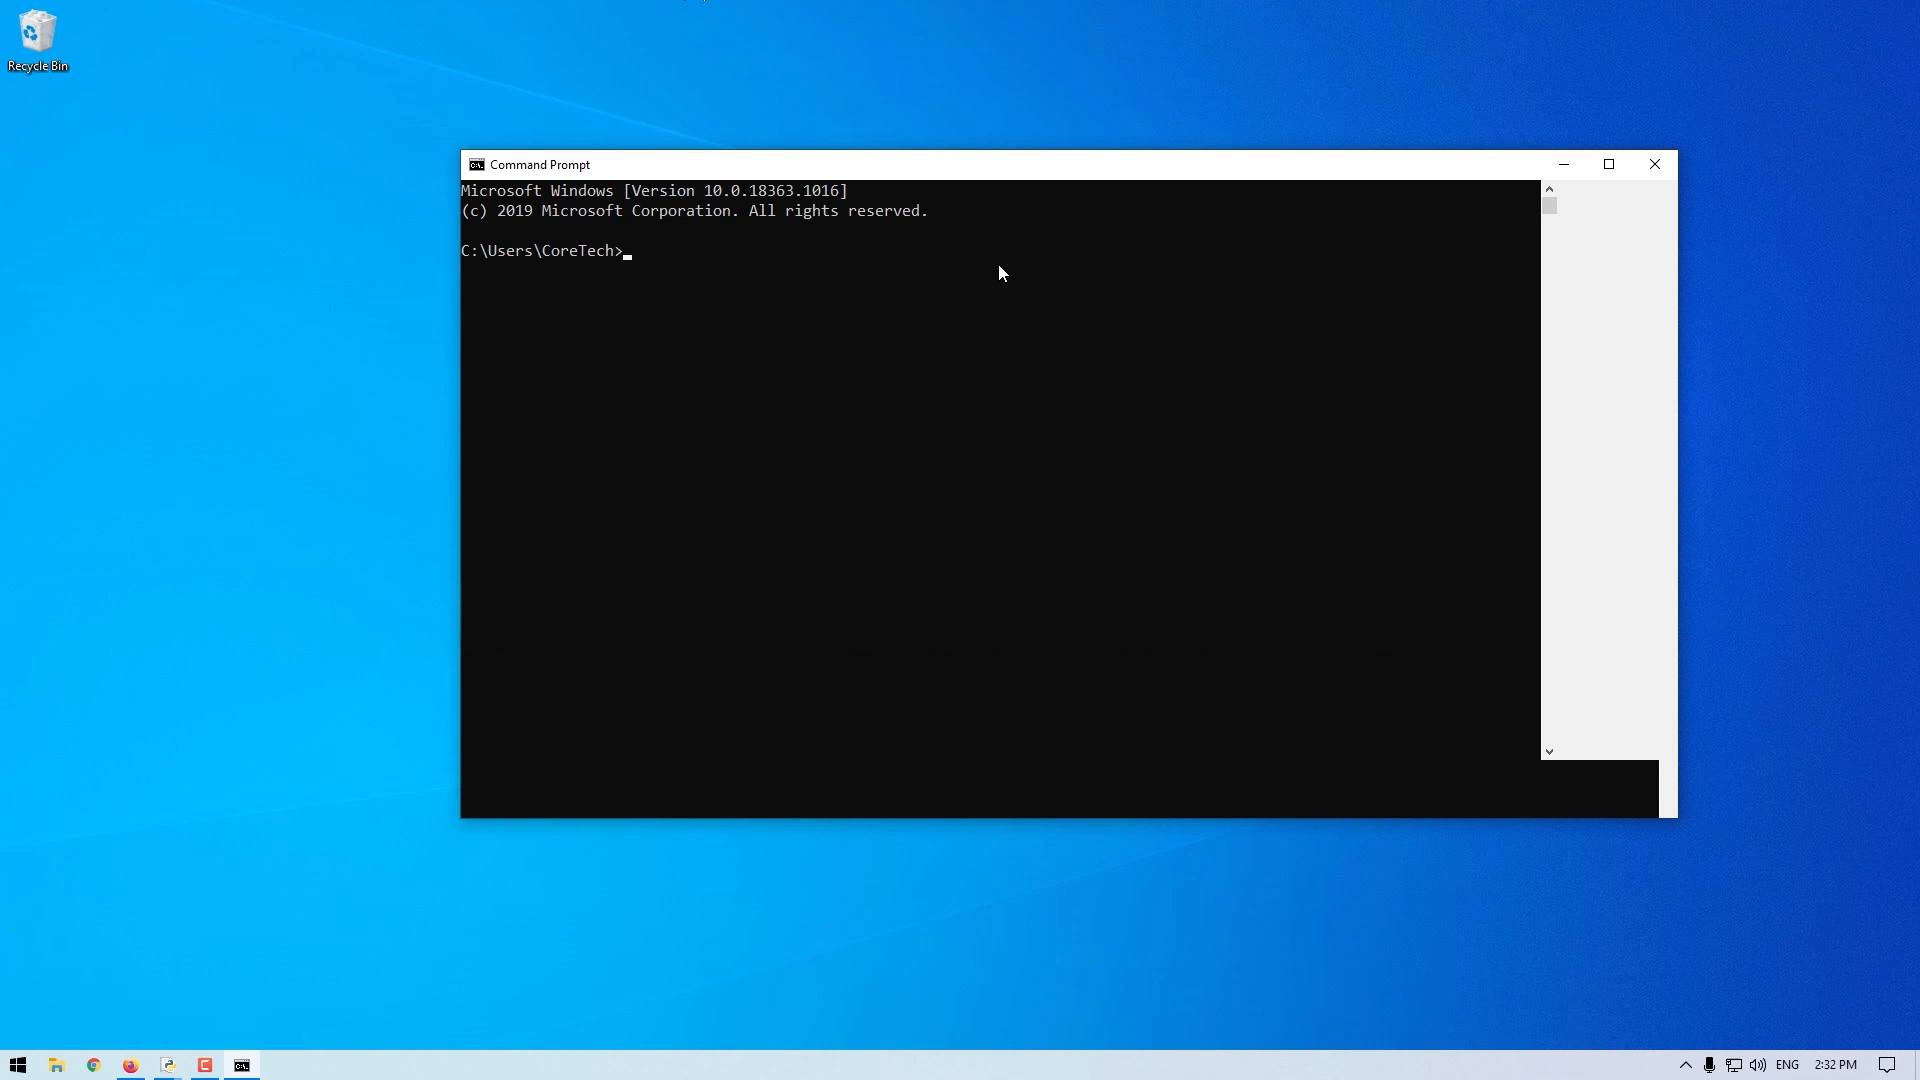 Recycle Bin
Command Prompt
Microsoft Windows [Version 10.0.18363.1016]
(c) 2019 Microsoft Corporation. All rights reserved.
C:\Users\CoreTech>
ENG
2:32 PM